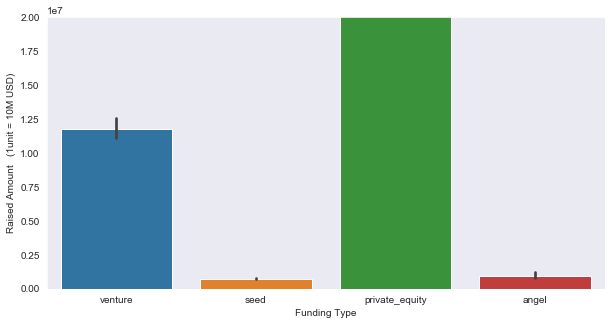 1e7
2.00
1.75
1.50
1.25
1.00
0.75
0.50
0.25
0.00
Raised Amount  (1unit = 10M USD)
venture seed private_equity angel
Funding Type